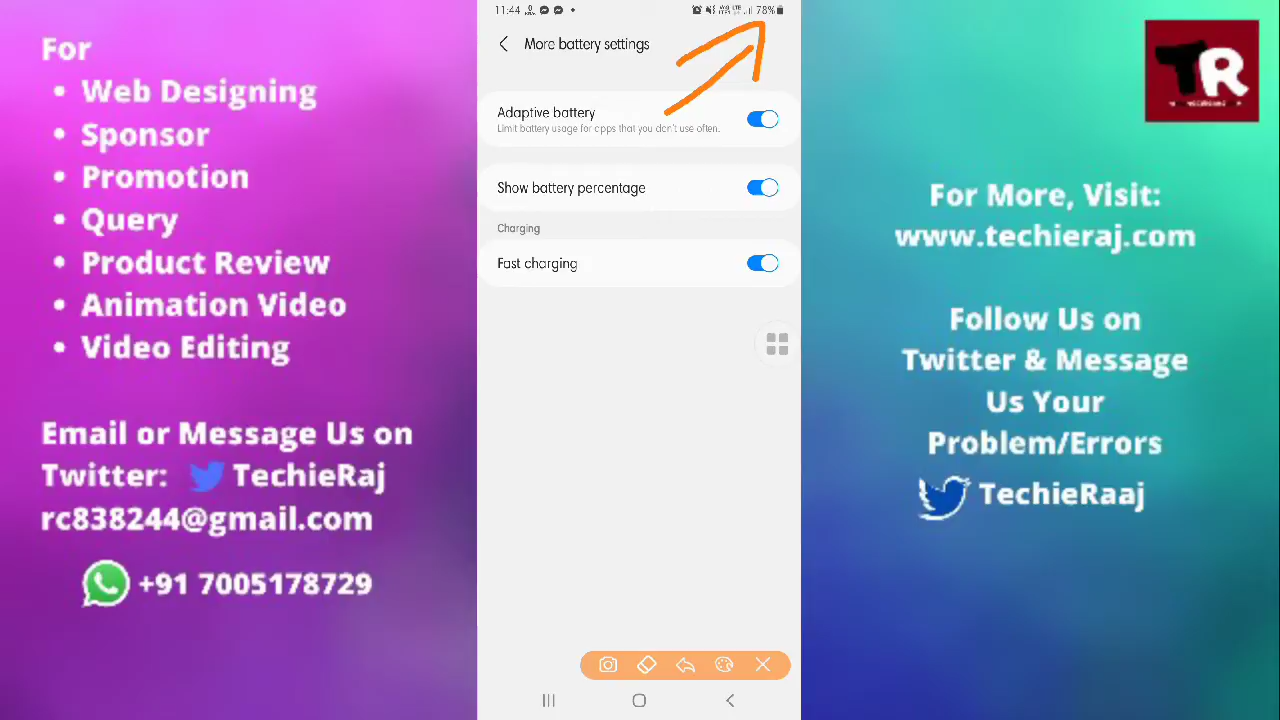 For
• Web Designing
• Sponsor
• Promotion
• Query
• Product Review
• Animation Video
• Video Editing
Email or Message Us on
Twitter: TechieRaj
rc838244@gmail.com
+91 7005178729
11:44
78%
More battery settings
Adaptive battery
Limit battery usage for apps that you don't use often.
Show battery percentage
Charging
Fast charging
TR
For More, Visit:
www.techieraj.com
Follow Us on
Twitter & Message
Us Your
Problem/Errors
TechieRaaj